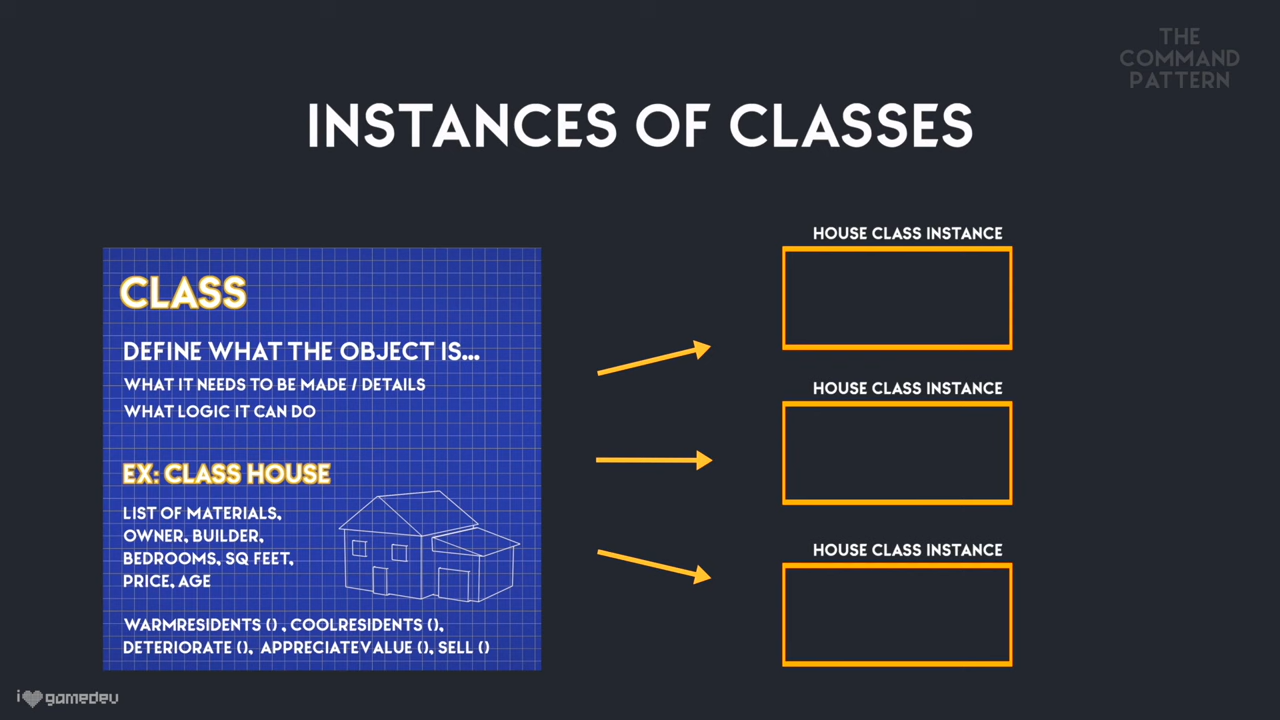 THE
COMMAND
PATTERN
INSTANCES OF CLASSES
CLASS
DEFINE WHAT THE OBJECT IS...
WHAT IT NEEDS TO BE MADE / DETAILS
WHAT LOGIC IT CAN DO
EX: CLASS HOUSE
LIST OF MATERIALS,
OWNER, BUILDER,
BEDROOMS, SQ FEET,
PRICE, AGE
WARMRESIDENTS () , COOLRESIDENTS (),
DETERIORATE (), APPRECIATEVALUE (), SELL ()
HOUSE CLASS INSTANCE
HOUSE CLASS INSTANCE
HOUSE CLASS INSTANCE
i gamedev